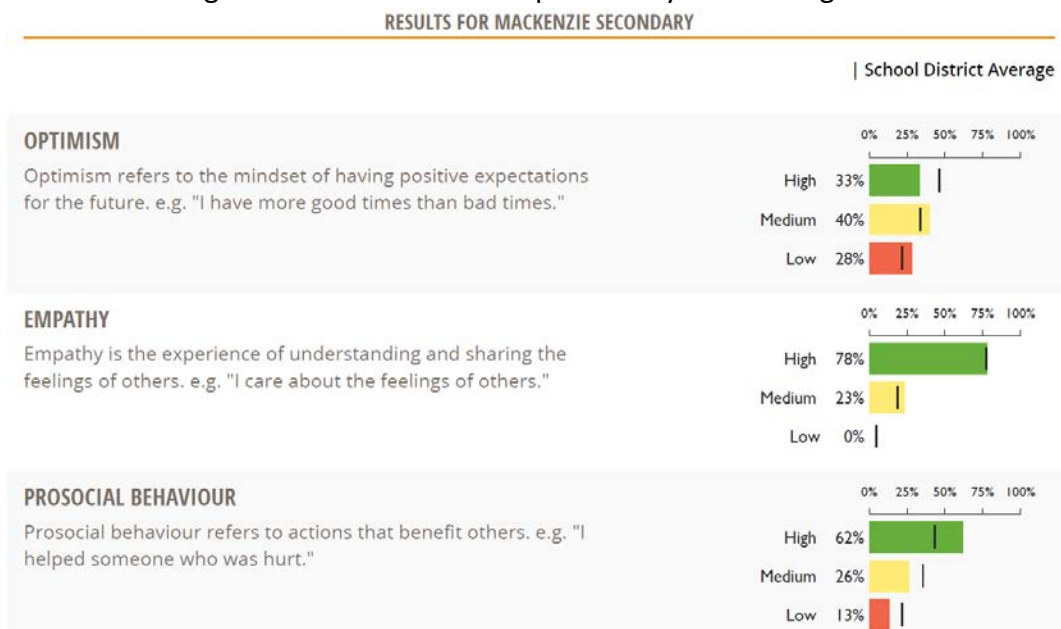 RESULTS FOR MACKENZIE SECONDARY
| School District Average
OPTIMISM
Optimism refers to the mindset of having positive expectations
for the future. e.g. "I have more good times than bad times."
0% 25% 50% 75% 100%
High 33%
Medium 40%
Low 28%
EMPATHY
Empathy is the experience of understanding and sharing the
feelings of others. e.g. "I care about the feelings of others."
0% 25% 50% 75% 100%
High 78%
Medium 23%
Low 0%
PROSOCIAL BEHAVIOUR
Prosocial behaviour refers to actions that benefit others. e.g. "I
helped someone who was hurt."
0% 25% 50% 75% 100%
High 62%
Medium 26%
Low 13%